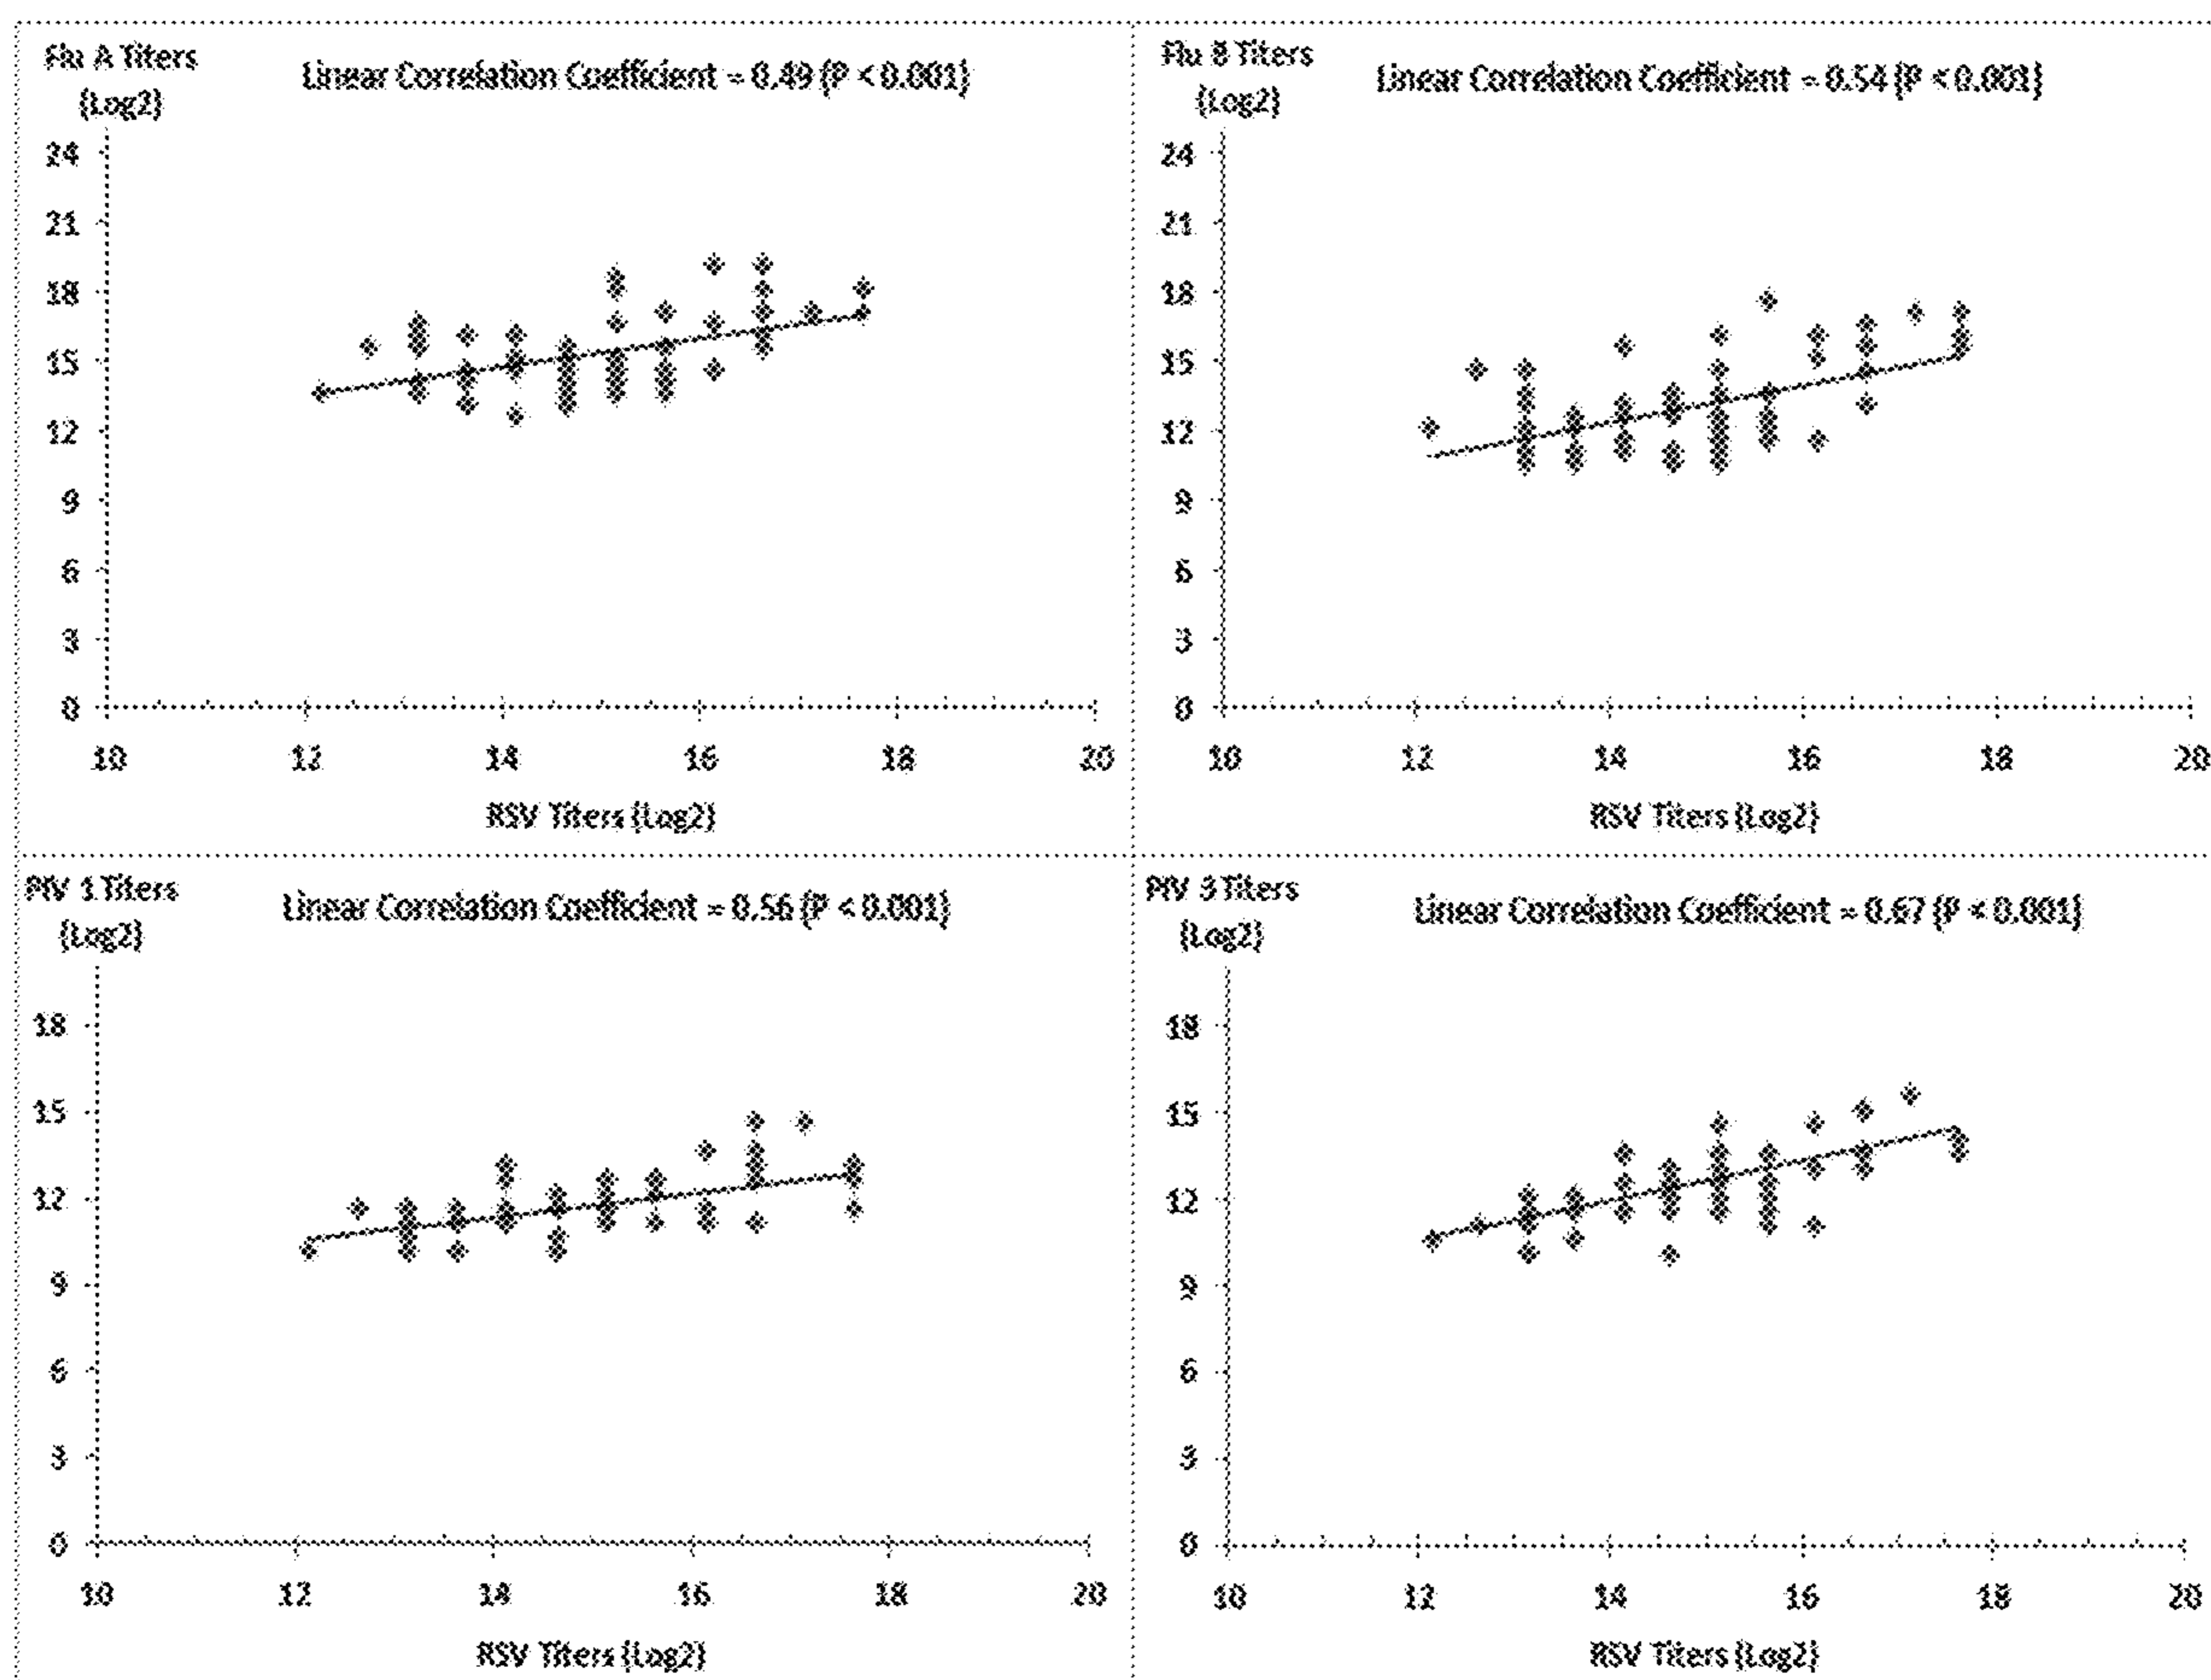 Flu A Titers
(Log2)
Linear Correlation Coefficient = 0.49 (P < 0.001)
24
21
18
15
12
9
6
3
0
10 12 14 16 18 20
RSV Titers (Log2)
Flu B Titers
(Log2)
Linear Correlation Coefficient = 0.54 (P < 0.001)
24
21
18
15
12
9
6
3
0
10 12 14 16 18 20
RSV Titers (Log2)
PIV 1 Titers
(Log2)
Linear Correlation Coefficient = 0.56 (P < 0.001)
18
15
12
9
6
3
0
10 12 14 16 18 20
RSV Titers (Log2)
PIV 3 Titers
(Log2)
Linear Correlation Coefficient = 0.67 (P < 0.001)
18
15
12
9
6
3
0
10 12 14 16 18 20
RSV Titers (Log2)